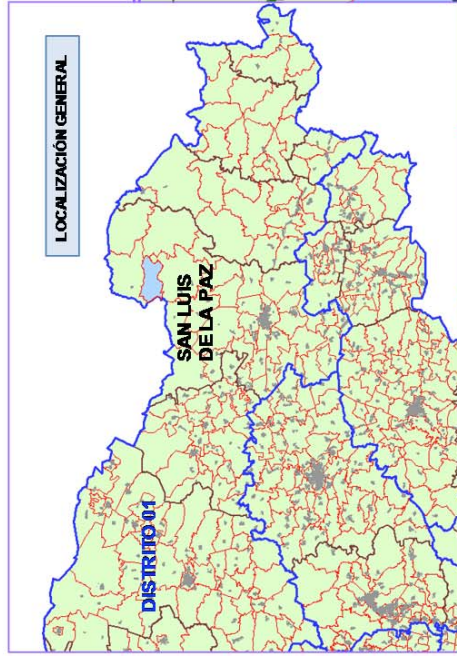 LOCALIZACIÓN GENERAL
SAN LUIS
DE LA PAZ
DISTRITO 01